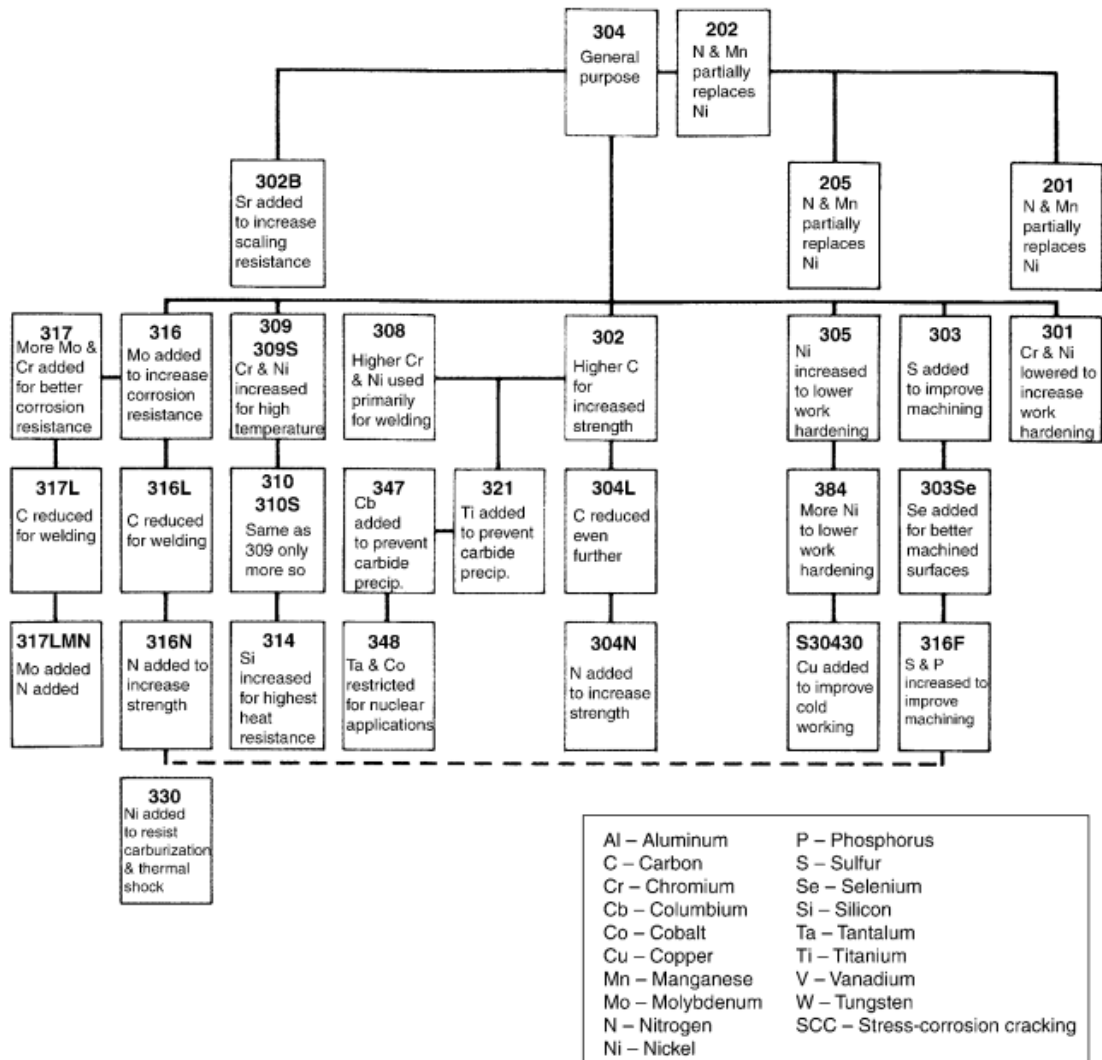 304
General
purpose
202
N & Mn
partially
replaces
Ni
302B
Sr added
to increase
scaling
resistance
205
N & Mn
partially
replaces
Ni
201
N & Mn
partially
replaces
Ni
317
More Mo &
Cr added
for better
corrosion
resistance
316
Mo added
to increase
corrosion
resistance
309
309S
Cr & Ni
increased
for high
temperature
308
Higher Cr
& Ni used
primarily
for welding
302
Higher C
for
increased
strength
305
Ni
increased
to lower
work
hardening
303
S added
to improve
machining
301
Cr & Ni
lowered to
increase
work
hardening
317L
C reduced
for welding
316L
C reduced
for welding
310
310S
Same as
309 only
more so
347
Cb
added
to prevent
carbide
precip.
321
Ti added
to prevent
carbide
precip.
304L
C reduced
even
further
384
More Ni
to lower
work
hardening
303Se
Se added
for better
machined
surfaces
317LMN
Mo added
N added
316N
N added to
increase
strength
314
Si
increased
for highest
heat
resistance
348
Ta & Co
restricted
for nuclear
applications
304N
N added
to increase
strength
S30430
Cu added
to improve
cold
working
316F
S & P
increased to
improve
machining
330
Ni added
to resist
carburization
& thermal
shock
Al – Aluminum
C – Carbon
Cr – Chromium
Cb – Columbium
Co – Cobalt
Cu – Copper
Mn – Manganese
Mo – Molybdenum
N – Nitrogen
Ni – Nickel
P – Phosphorus
S – Sulfur
Se – Selenium
Si – Silicon
Ta – Tantalum
Ti – Titanium
V – Vanadium
W – Tungsten
SCC – Stress-corrosion cracking